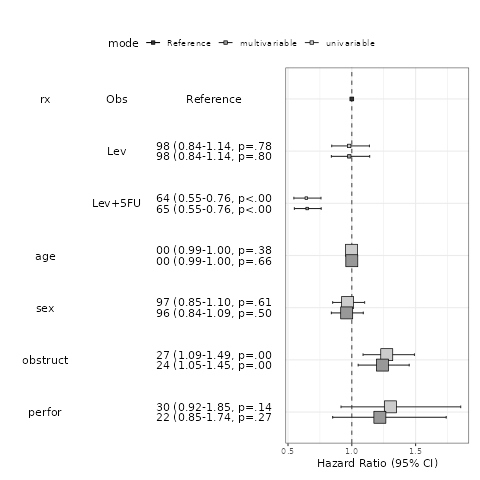 mode Reference multivariable univariable
rx Obs Reference
Lev 98 (0.84-1.14, p=.78
98 (0.84-1.14, p=.80
Lev+5FU 64 (0.55-0.76, p<.00
65 (0.55-0.76, p<.00
age 00 (0.99-1.00, p=.38
00 (0.99-1.00, p=.66
sex 97 (0.85-1.10, p=.61
96 (0.84-1.09, p=.50
obstruct 27 (1.09-1.49, p=.00
24 (1.05-1.45, p=.00
perfor 30 (0.92-1.85, p=.14
22 (0.85-1.74, p=.27
0.5 1.0 1.5
Hazard Ratio (95% CI)